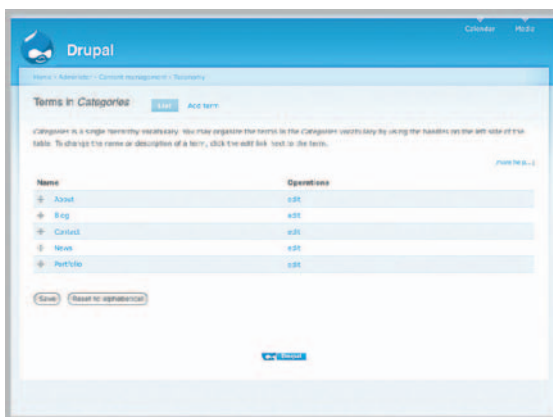 Calendar Media
Drupal
Home › Administer › Content management › Taxonomy
Terms in Categories List Add term
Categories is a single hierarchy vocabulary. You may organize the terms in the Categories vocabulary by using the handles on the left side of the
table. To change the name or description of a term, click the edit link next to the term.
Name Operations
About edit
Blog edit
Contact edit
News edit
Portfolio edit
Save Reset to alphabetical
Drupal